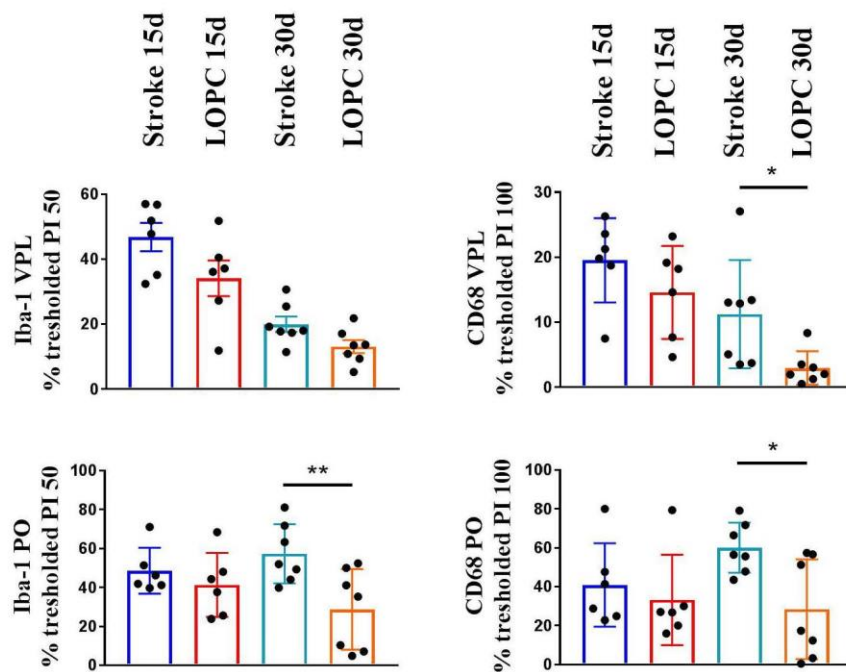 Stroke 15d
LOPC 15d
Stroke 30d
LOPC 30d
Iba-1 VPL
% tresholded PI 50
60
40
20
0
Stroke 15d
LOPC 15d
Stroke 30d
LOPC 30d
CD68 VPL
% tresholded PI 100
30
20
10
0
*
Iba-1 PO
% tresholded PI 50
100
80
60
40
20
0
**
CD68 PO
% tresholded PI 100
100
80
60
40
20
0
*